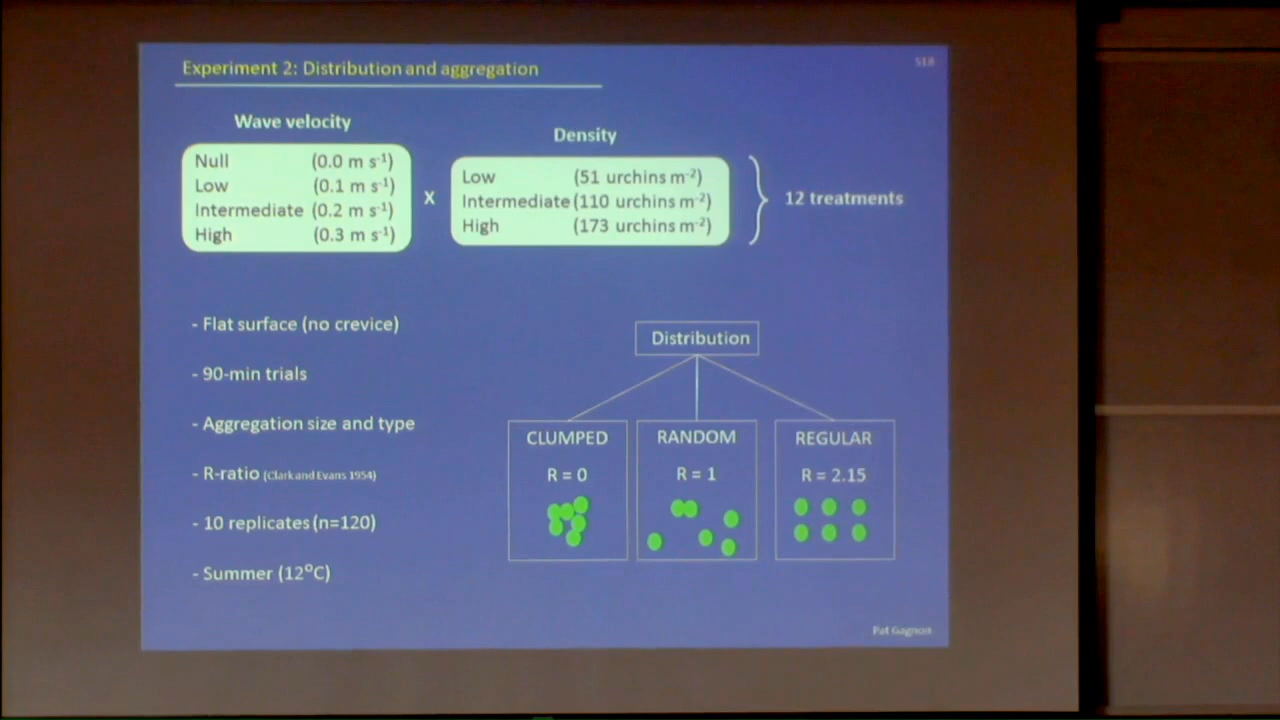 Experiment 2: Distribution and aggregation
S18
Wave velocity
Null (0.0 m s⁻¹)
Low (0.1 m s⁻¹)
Intermediate (0.2 m s⁻¹)
High (0.3 m s⁻¹)
X
Density
Low (51 urchins m⁻²)
Intermediate (110 urchins m⁻²)
High (173 urchins m⁻²)
12 treatments
- Flat surface (no crevice)
- 90-min trials
- Aggregation size and type
- R-ratio (Clark and Evans 1954)
- 10 replicates (n=120)
- Summer (12°C)
Distribution
CLUMPED
R = 0
RANDOM
R = 1
REGULAR
R = 2.15
Pat Gagnon